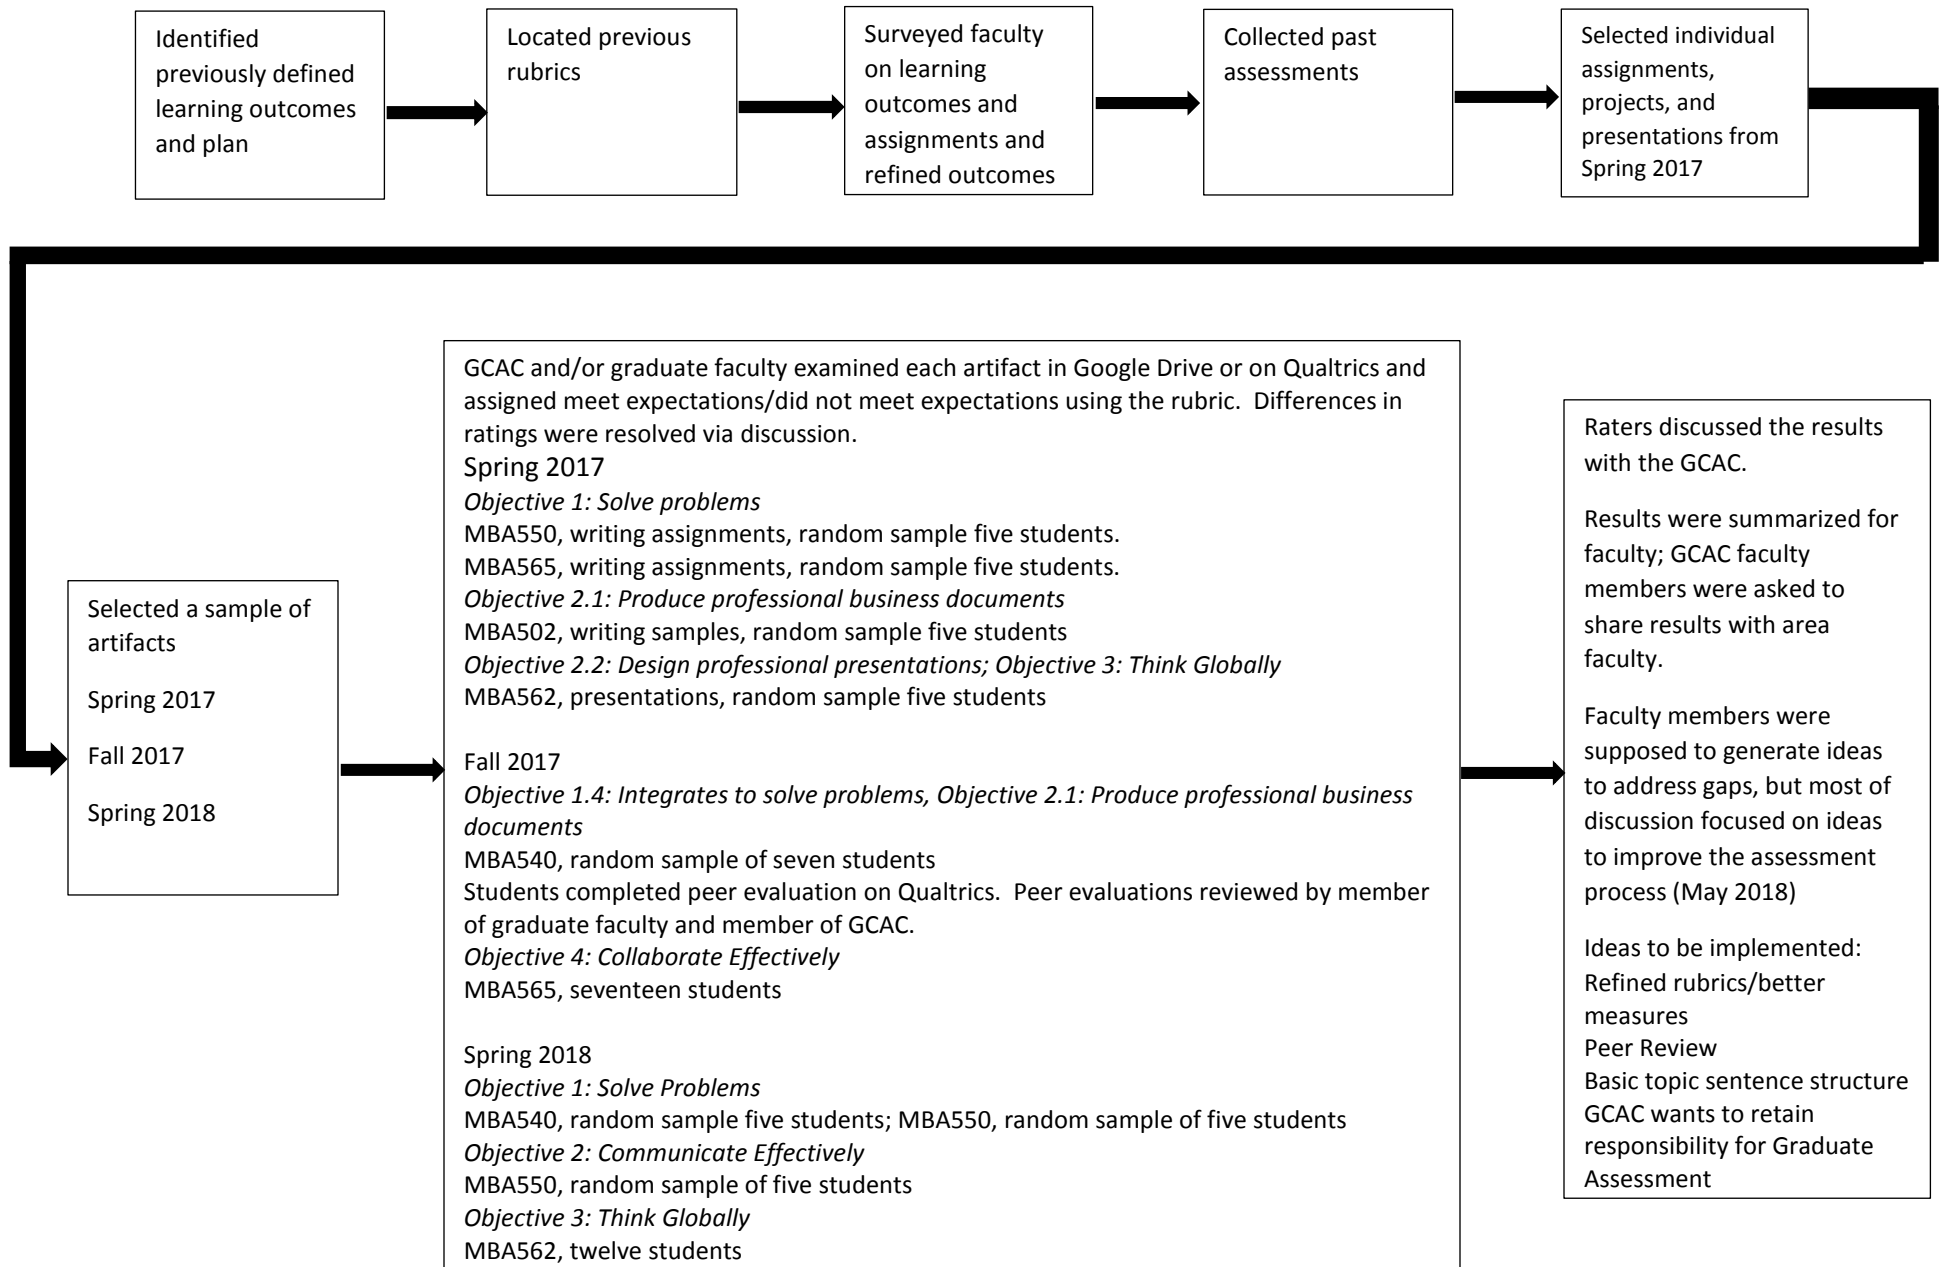 Identified
previously defined
learning outcomes
and plan
Located previous
rubrics
Surveyed faculty
on learning
outcomes and
assignments and
refined outcomes
Collected past
assessments
Selected individual
assignments,
projects, and
presentations from
Spring 2017
Selected a sample of
artifacts
Spring 2017
Fall 2017
Spring 2018
GCAC and/or graduate faculty examined each artifact in Google Drive or on Qualtrics and
assigned meet expectations/did not meet expectations using the rubric.  Differences in
ratings were resolved via discussion.
Spring 2017
Objective 1: Solve problems
MBA550, writing assignments, random sample five students.
MBA565, writing assignments, random sample five students.
Objective 2.1: Produce professional business documents
MBA502, writing samples, random sample five students
Objective 2.2: Design professional presentations; Objective 3: Think Globally
MBA562, presentations, random sample five students
Fall 2017
Objective 1.4: Integrates to solve problems, Objective 2.1: Produce professional business
documents
MBA540, random sample of seven students
Students completed peer evaluation on Qualtrics.  Peer evaluations reviewed by member
of graduate faculty and member of GCAC.
Objective 4: Collaborate Effectively
MBA565, seventeen students
Spring 2018
Objective 1: Solve Problems
MBA540, random sample five students; MBA550, random sample of five students
Objective 2: Communicate Effectively
MBA550, random sample of five students
Objective 3: Think Globally
MBA562, twelve students
Raters discussed the results
with the GCAC.
Results were summarized for
faculty; GCAC faculty
members were asked to
share results with area
faculty.
Faculty members were
supposed to generate ideas
to address gaps, but most of
discussion focused on ideas
to improve the assessment
process (May 2018)
Ideas to be implemented:
Refined rubrics/better
measures
Peer Review
Basic topic sentence structure
GCAC wants to retain
responsibility for Graduate
Assessment